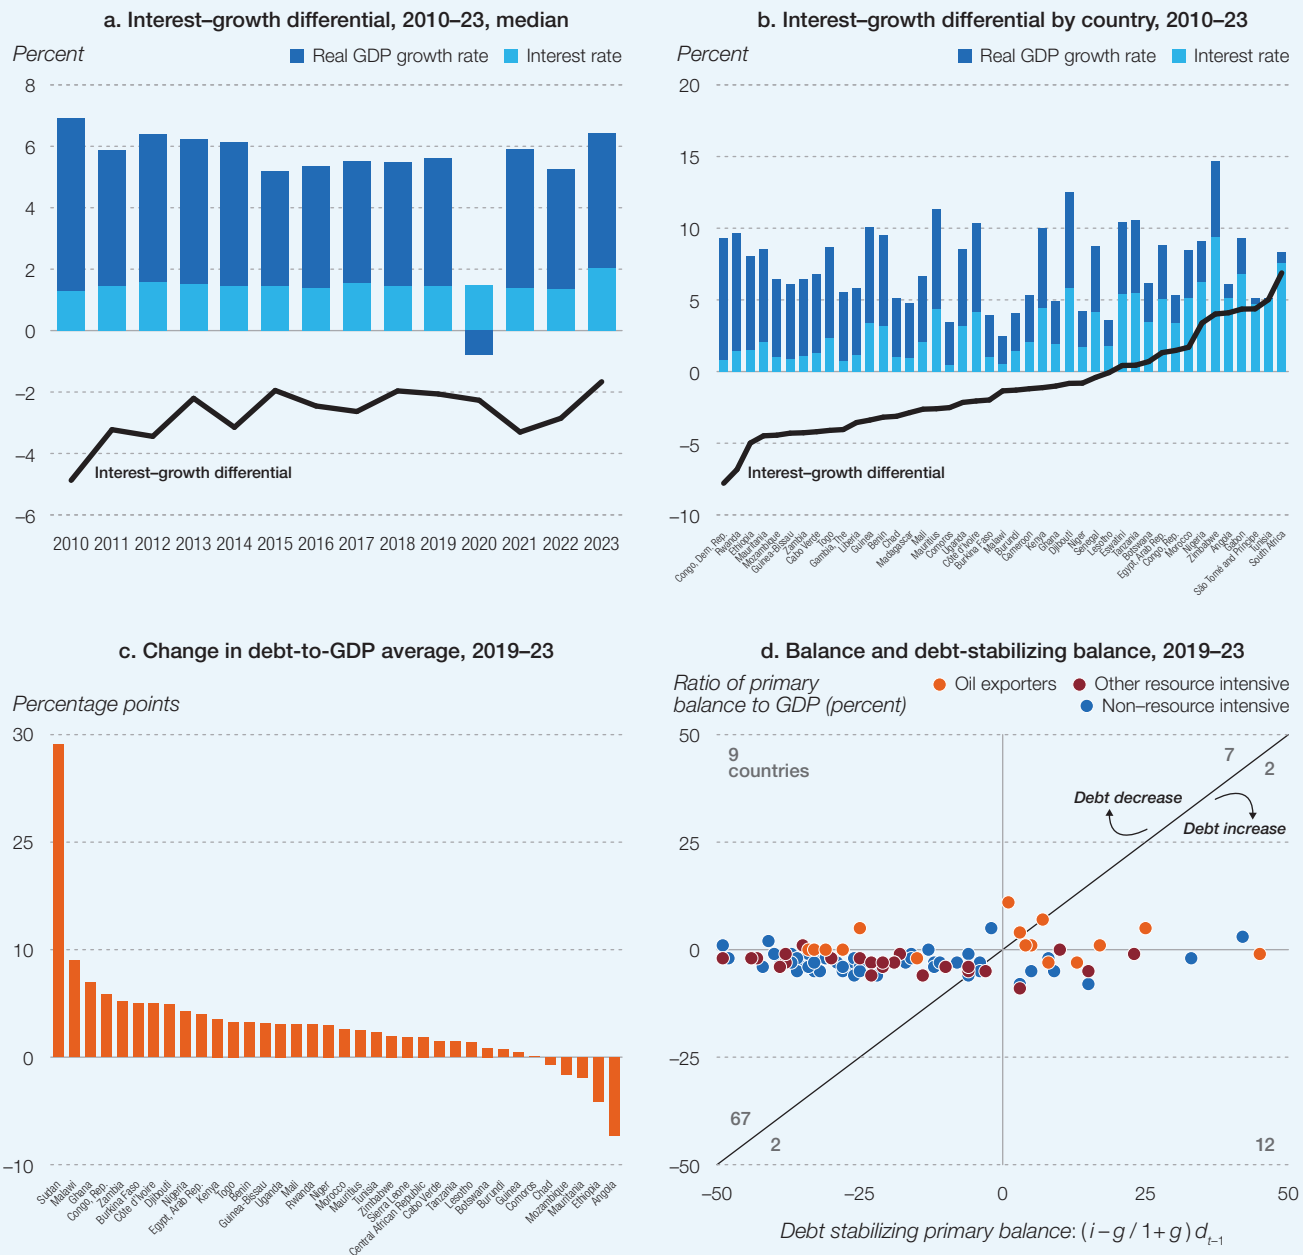 a. Interest–growth differential, 2010–23, median
Percent
Real GDP growth rate
Interest rate
8
6
4
2
0
–2
–4
–6
Interest–growth differential
2010 2011 2012 2013 2014 2015 2016 2017 2018 2019 2020 2021 2022 2023
b. Interest–growth differential by country, 2010–23
Percent
Real GDP growth rate
Interest rate
20
15
10
5
0
–5
–10
Interest–growth differential
Congo, Dem. Rep.
Rwanda
Ethiopia
Mauritania
Mozambique
Guinea-Bissau
Zambia
Cabo Verde
Togo
Gambia, The
Liberia
Guinea
Benin
Chad
Madagascar
Mali
Mauritius
Comoros
Uganda
Côte d'Ivoire
Burkina Faso
Malawi
Burundi
Cameroon
Kenya
Ghana
Djibouti
Niger
Senegal
Lesotho
Eswatini
Tanzania
Botswana
Egypt, Arab Rep.
Congo, Rep.
Morocco
Nigeria
Zimbabwe
Angola
Gabon
São Tomé and Príncipe
Tunisia
South Africa
c. Change in debt-to-GDP average, 2019–23
Percentage points
30
25
10
0
–10
Sudan
Malawi
Ghana
Congo, Rep.
Zambia
Burkina Faso
Côte d'Ivoire
Djibouti
Nigeria
Egypt, Arab Rep.
Kenya
Togo
Benin
Guinea-Bissau
Uganda
Mali
Rwanda
Niger
Morocco
Mauritius
Tunisia
Zimbabwe
Sierra Leone
Central African Republic
Cabo Verde
Tanzania
Lesotho
Botswana
Burundi
Guinea
Comoros
Chad
Mozambique
Mauritania
Ethiopia
Angola
d. Balance and debt-stabilizing balance, 2019–23
Ratio of primary
balance to GDP (percent)
Oil exporters
Other resource intensive
Non–resource intensive
50
25
0
–25
–50
9
countries
7
2
Debt decrease
Debt increase
67
2
12
–50
–25
0
25
50
Debt stabilizing primary balance: (i – g / 1+ g) dt–1